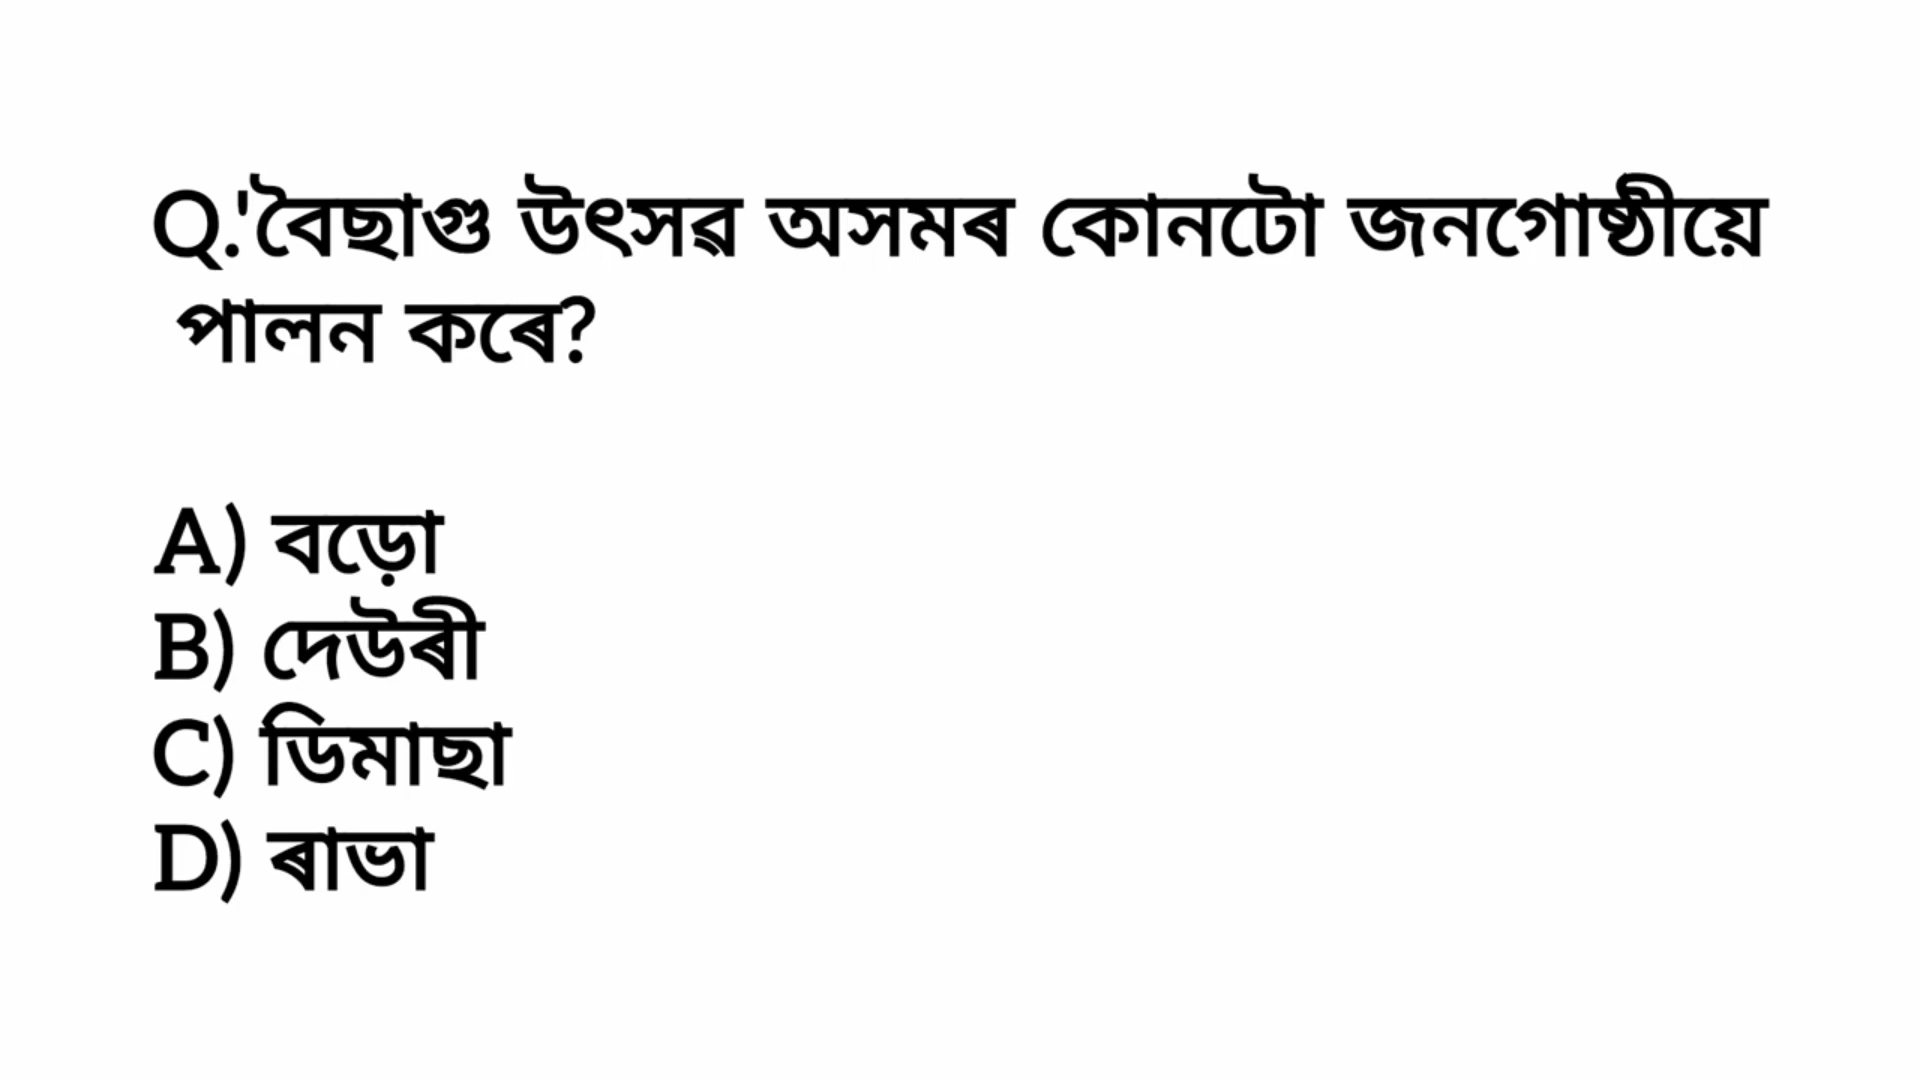 Q.'বৈছাগু উৎসৱ অসমৰ কোনটো জনগোষ্ঠীয়ে
পালন কৰে?
A) বড়ো
B) দেউৰী
C) ডিমাছা
D) ৰাভা